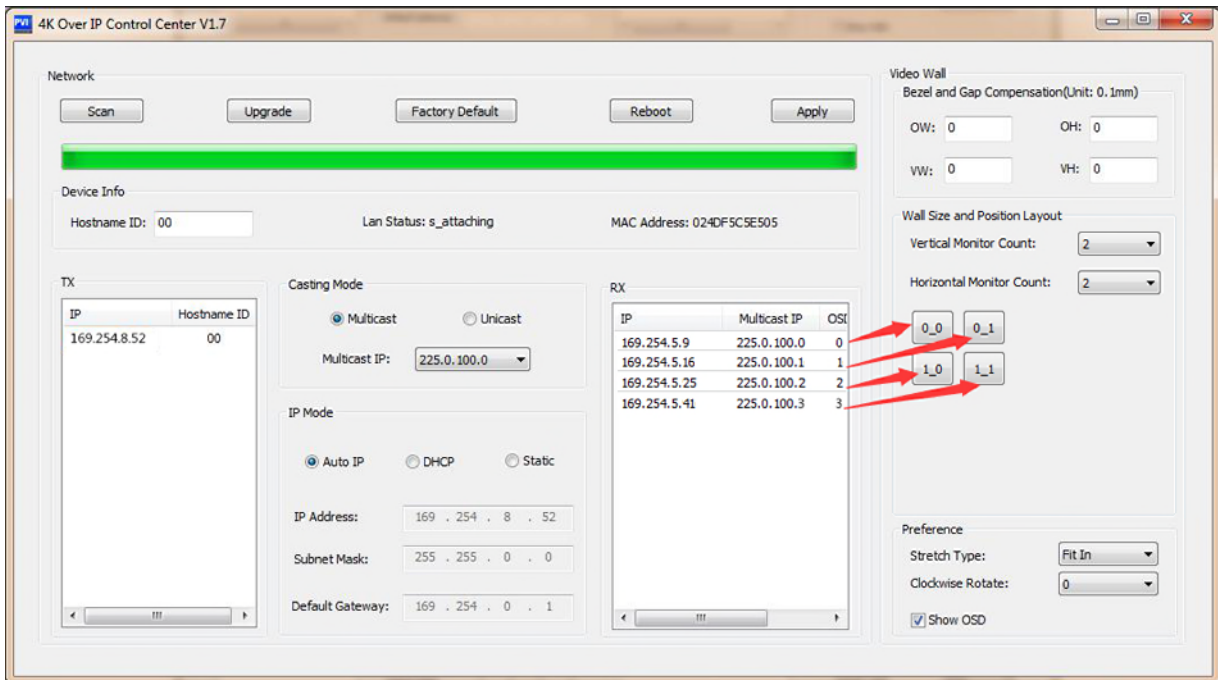 PVI 4K Over IP Control Center V1.7
Network
Scan Upgrade Factory Default Reboot Apply
Device Info
Hostname ID: 00 Lan Status: s_attaching MAC Address: 024DF5C5E505
TX
IP Hostname ID
169.254.8.52 00
Casting Mode
Multicast Unicast
Multicast IP: 225.0.100.0
IP Mode
Auto IP DHCP Static
IP Address: 169 . 254 . 8 . 52
Subnet Mask: 255 . 255 . 0 . 0
Default Gateway: 169 . 254 . 0 . 1
RX
IP Multicast IP OSI
169.254.5.9 225.0.100.0 0
169.254.5.16 225.0.100.1 1
169.254.5.25 225.0.100.2 2
169.254.5.41 225.0.100.3 3
Video Wall
Bezel and Gap Compensation(Unit: 0.1mm)
OW: 0 OH: 0
VW: 0 VH: 0
Wall Size and Position Layout
Vertical Monitor Count: 2
Horizontal Monitor Count: 2
0_0 0_1
1_0 1_1
Preference
Stretch Type: Fit In
Clockwise Rotate: 0
Show OSD